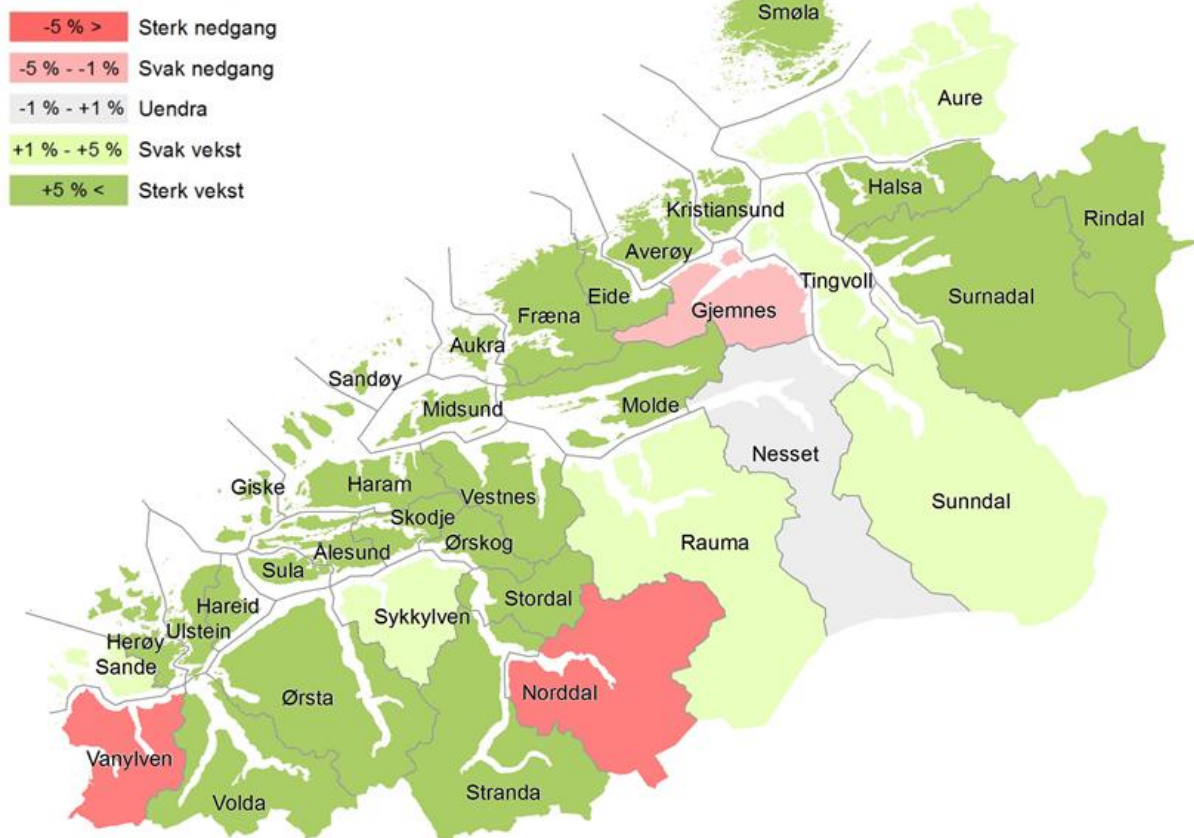 -5 % > Sterk nedgang
-5 % - -1 % Svak nedgang
-1 % - +1 % Uendra
+1 % - +5 % Svak vekst
+5 % < Sterk vekst
Smøla
Aure
Halsa
Rindal
Kristiansund
Averøy
Tingvoll
Surnadal
Eide
Fræna
Gjemnes
Aukra
Sandøy
Midsund
Molde
Nesset
Sunndal
Giske
Haram
Vestnes
Skodje
Ørskog
Ålesund
Sula
Rauma
Stordal
Hareid
Sykkylven
Ulstein
Herøy
Sande
Ørsta
Norddal
Vanylven
Volda
Stranda